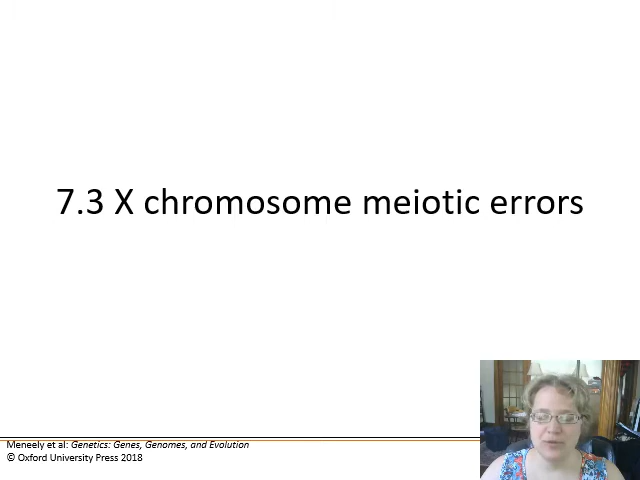 7.3 X chromosome meiotic errors
Meneely et al: Genetics: Genes, Genomes, and Evolution
© Oxford University Press 2018